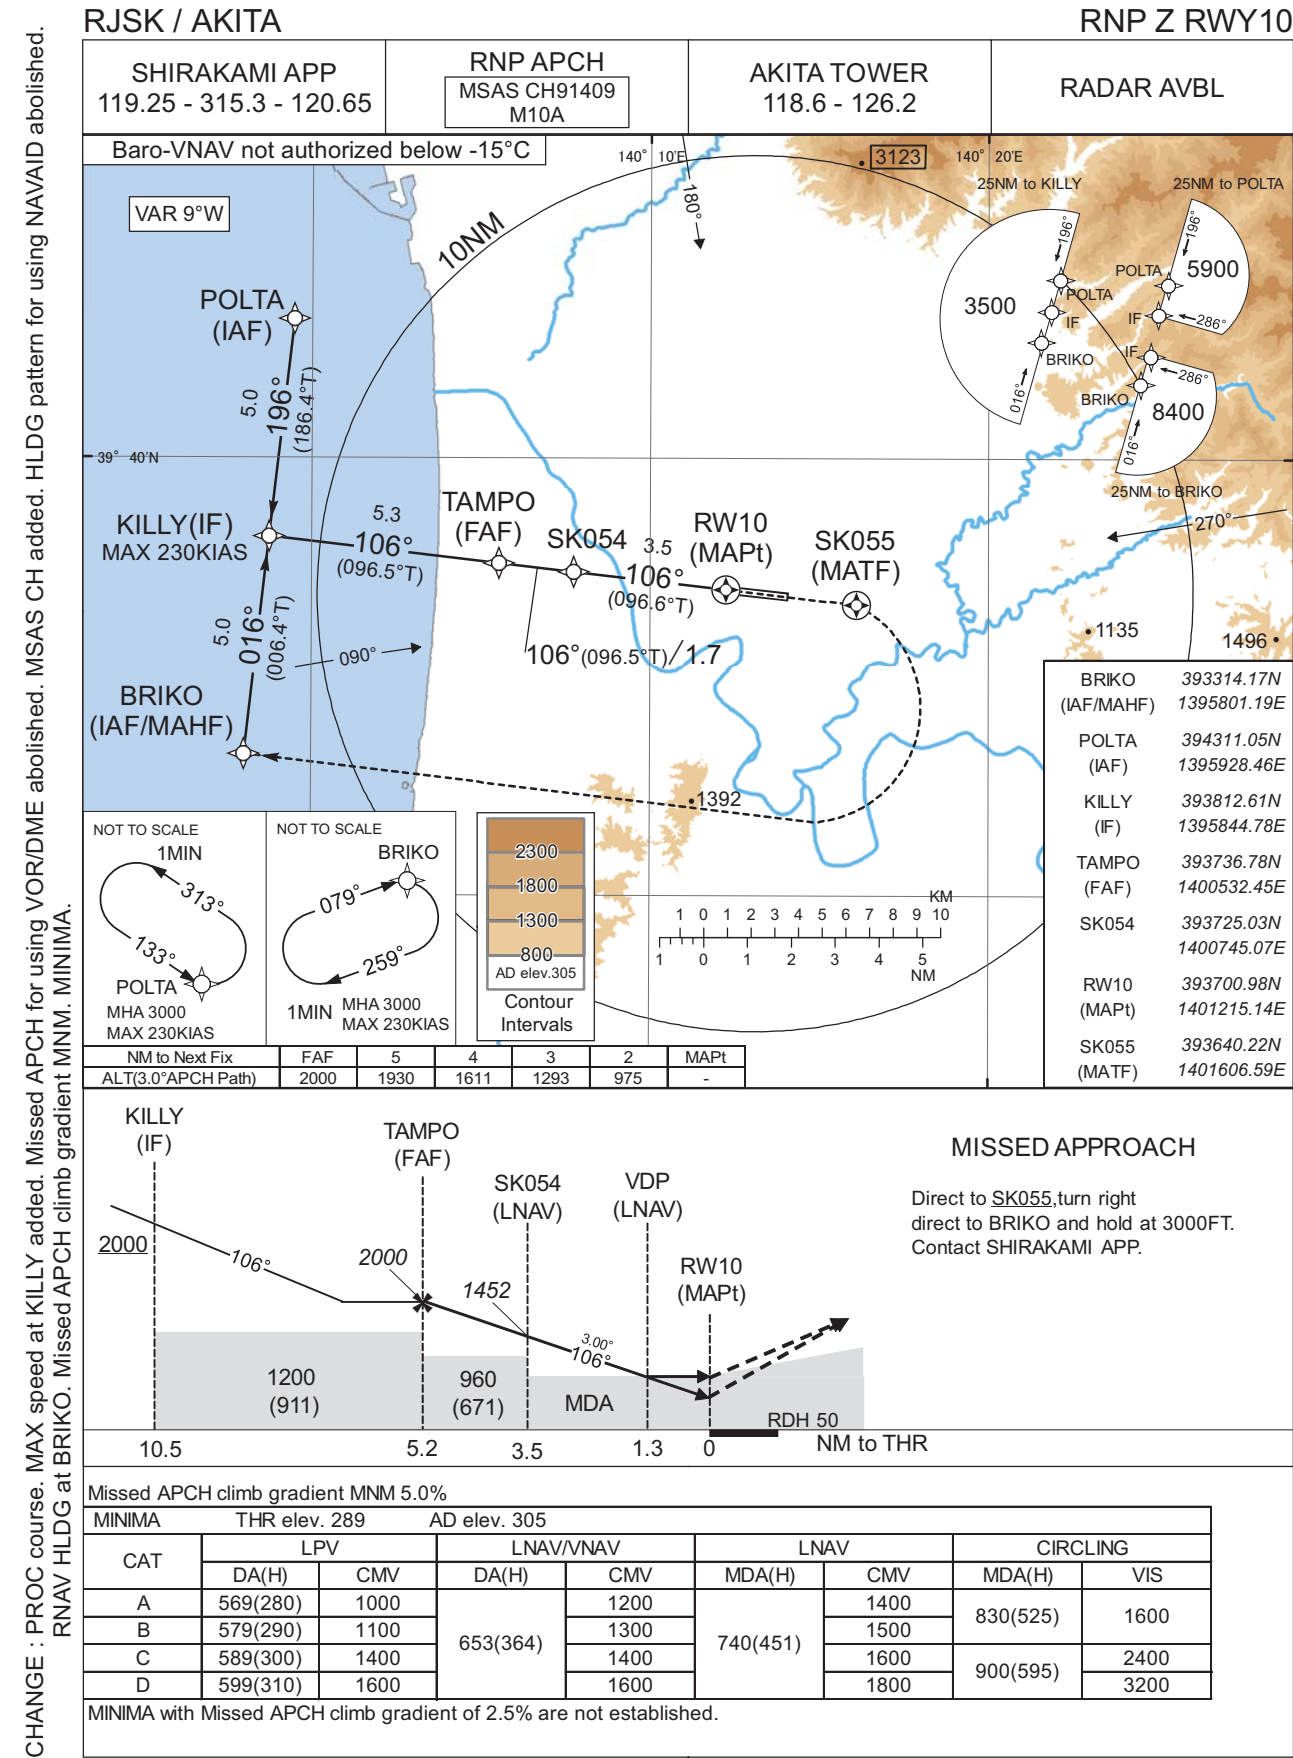 RJSK / AKITA
RNP Z RWY10
SHIRAKAMI APP
119.25 - 315.3 - 120.65
RNP APCH
MSAS CH91409
M10A
AKITA TOWER
118.6 - 126.2
RADAR AVBL
Baro-VNAV not authorized below -15°C
VAR 9°W
140° 10'E
140° 20'E
3123
180°
10NM
25NM to KILLY
196°
3500
POLTA
IF
BRIKO
016°
25NM to POLTA
196°
POLTA
5900
IF
286°
IF
286°
BRIKO
8400
016°
25NM to BRIKO
270°
POLTA
(IAF)
5.0
196°
(186.4°T)
39° 40'N
KILLY(IF)
MAX 230KIAS
5.3
106°
(096.5°T)
TAMPO
(FAF)
SK054
3.5
106°
(096.6°T)
RW10
(MAPt)
SK055
(MATF)
106°(096.5°T)/1.7
5.0
016°
(006.4°T)
090°
BRIKO
(IAF/MAHF)
1135
1496
1392
BRIKO 393314.17N
(IAF/MAHF) 1395801.19E
POLTA 394311.05N
(IAF) 1395928.46E
KILLY 393812.61N
(IF) 1395844.78E
TAMPO 393736.78N
(FAF) 1400532.45E
SK054 393725.03N
1400745.07E
RW10 393700.98N
(MAPt) 1401215.14E
SK055 393640.22N
(MATF) 1401606.59E
NOT TO SCALE
1MIN
313°
133°
POLTA
MHA 3000
MAX 230KIAS
NOT TO SCALE
BRIKO
079°
259°
1MIN
MHA 3000
MAX 230KIAS
2300
1800
1300
800
AD elev.305
Contour
Intervals
KM
1 0 1 2 3 4 5 6 7 8 9 10
1 0 1 2 3 4 5
NM
NM to Next Fix FAF 5 4 3 2 MAPt
ALT(3.0°APCH Path) 2000 1930 1611 1293 975 -
KILLY
(IF)
TAMPO
(FAF)
SK054
(LNAV)
VDP
(LNAV)
RW10
(MAPt)
2000
106°
2000
1452
3.00°
106°
1200
(911)
960
(671)
MDA
RDH 50
10.5 5.2 3.5 1.3 0 NM to THR
MISSED APPROACH
Direct to SK055,turn right
direct to BRIKO and hold at 3000FT.
Contact SHIRAKAMI APP.
Missed APCH climb gradient MNM 5.0%
MINIMA THR elev. 289 AD elev. 305
CAT LPV LNAV/VNAV LNAV CIRCLING
DA(H) CMV DA(H) CMV MDA(H) CMV MDA(H) VIS
A 569(280) 1000 653(364) 1200 740(451) 1400 830(525) 1600
B 579(290) 1100 1300 1500
C 589(300) 1400 1400 1600 900(595) 2400
D 599(310) 1600 1600 1800 3200
MINIMA with Missed APCH climb gradient of 2.5% are not established.
CHANGE : PROC course. MAX speed at KILLY added. Missed APCH for using VOR/DME abolished. MSAS CH added. HLDG pattern for using NAVAID abolished.
RNAV HLDG at BRIKO. Missed APCH climb gradient MNM. MINIMA.